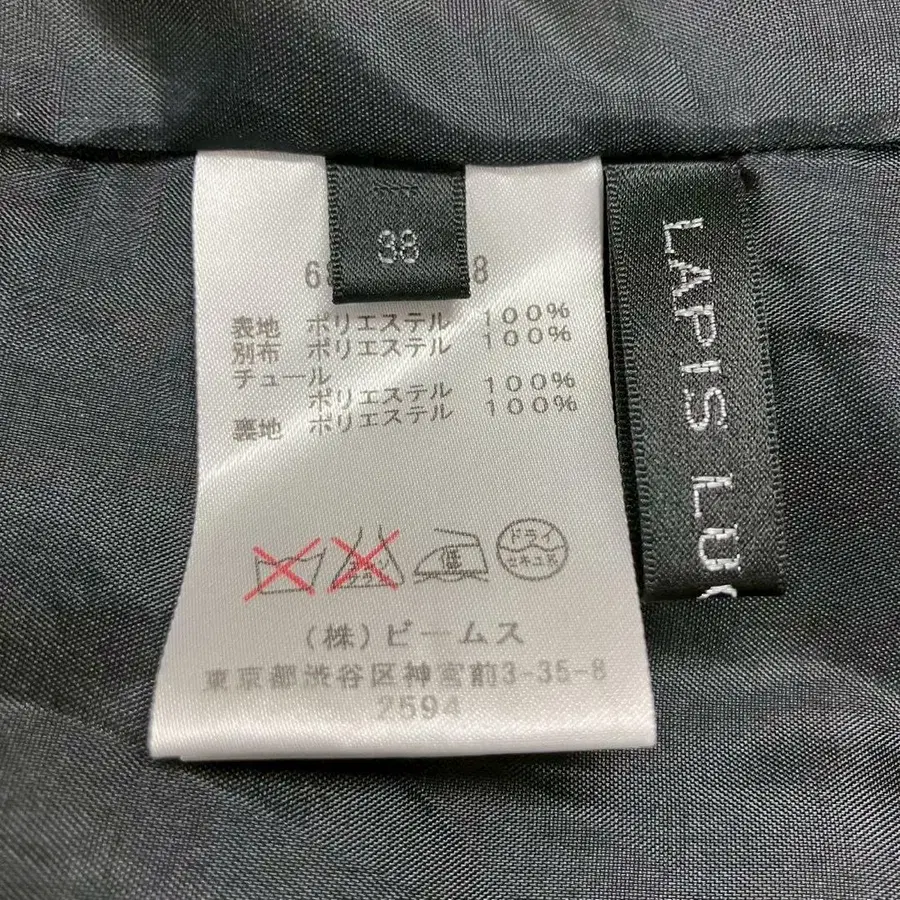 38
表地 ポリエステル 100%
別布 ポリエステル 100%
チュール
ポリエステル 100%
裏地 ポリエステル 100%
ドライ
(株)ビームス
東京都渋谷区神宮前3-35-8
2594
LAPIS